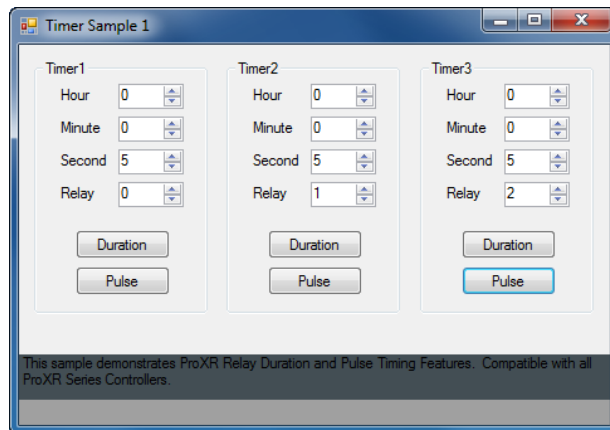 Timer Sample 1
Timer1 Timer2 Timer3
Hour 0 Hour 0 Hour 0
Minute 0 Minute 0 Minute 0
Second 5 Second 5 Second 5
Relay 0 Relay 1 Relay 2
Duration Duration Duration
Pulse Pulse Pulse
This sample demonstrates ProXR Relay Duration and Pulse Timing Features. Compatible with all
ProXR Series Controllers.